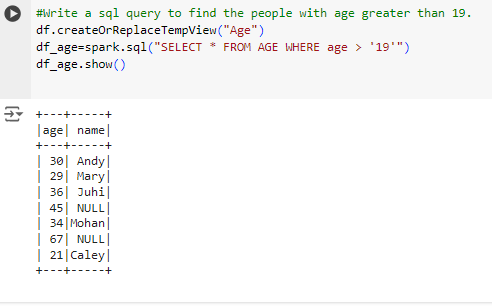 #Write a sql query to find the people with age greater than 19.
df.createOrReplaceTempView("Age")
df_age=spark.sql("SELECT * FROM AGE WHERE age > '19'")
df_age.show()
+---+-----+
|age| name|
+---+-----+
| 30| Andy|
| 29| Mary|
| 36| Juhi|
| 45| NULL|
| 34|Mohan|
| 67| NULL|
| 21|Caley|
+---+-----+